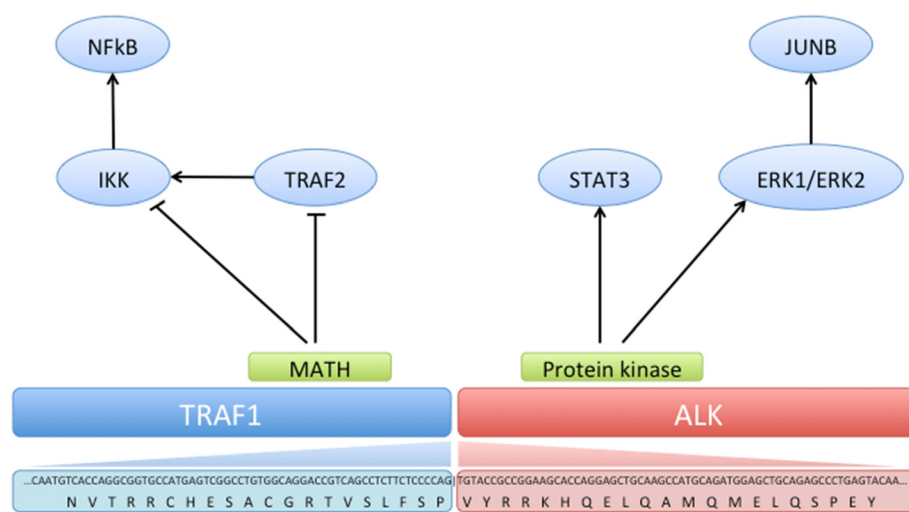 NFkB
JUNB
IKK
TRAF2
STAT3
ERK1/ERK2
MATH
Protein kinase
TRAF1
ALK
...CAATGTCACCAGGCGGTGCCATGAGTCGGCCTGTGGCAGGACCGTCAGCCTCTTCTCCCCAG|TGTACCGCCGGAAGCACCAGGAGCTGCAAGCCATGCAGATGGAGCTGCAGAGCCCTGAGTACAA...
N V T R R C H E S A C G R T V S L F S P V Y R R K H Q E L Q A M Q M E L Q S P E Y